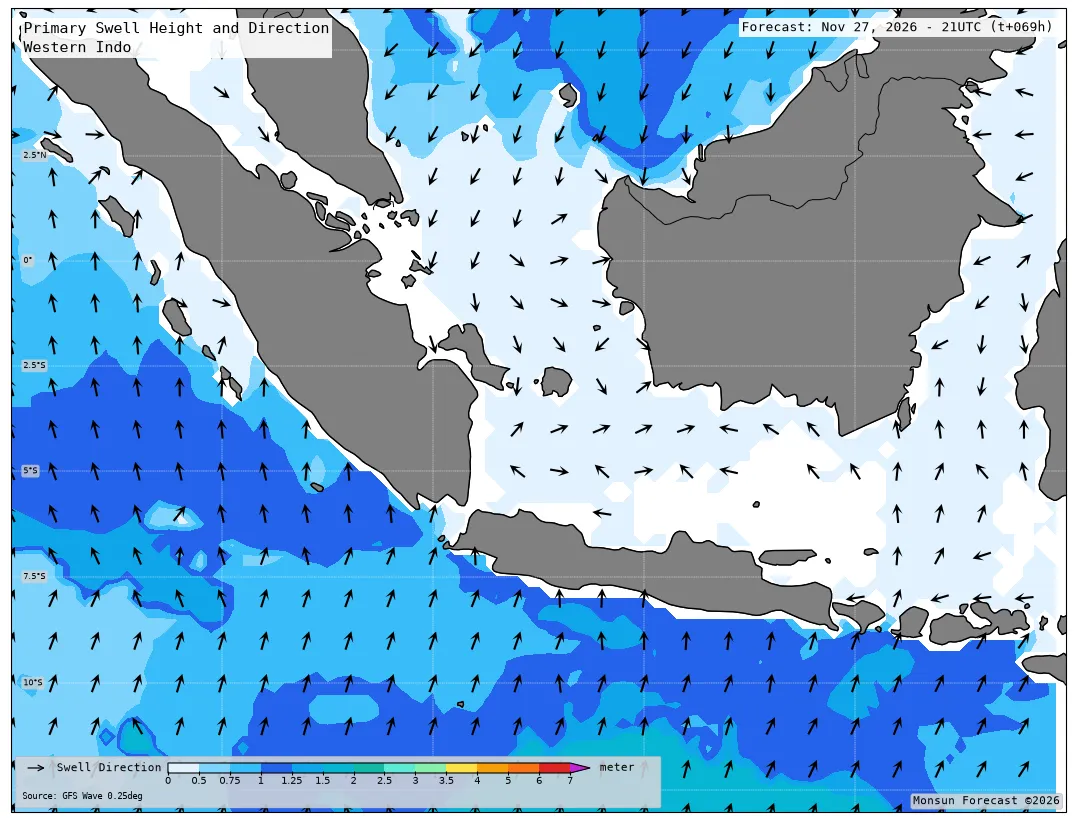 Primary Swell Height and Direction
Western Indo
Forecast: Nov 27, 2026 - 21UTC (t+069h)
2.5°N
0°
2.5°S
5°S
7.5°S
10°S
Swell Direction
0 0.5 0.75 1 1.25 1.5 2 2.5 3 3.5 4 5 6 7
meter
Source: GFS Wave 0.25deg
Monsun Forecast ©2026